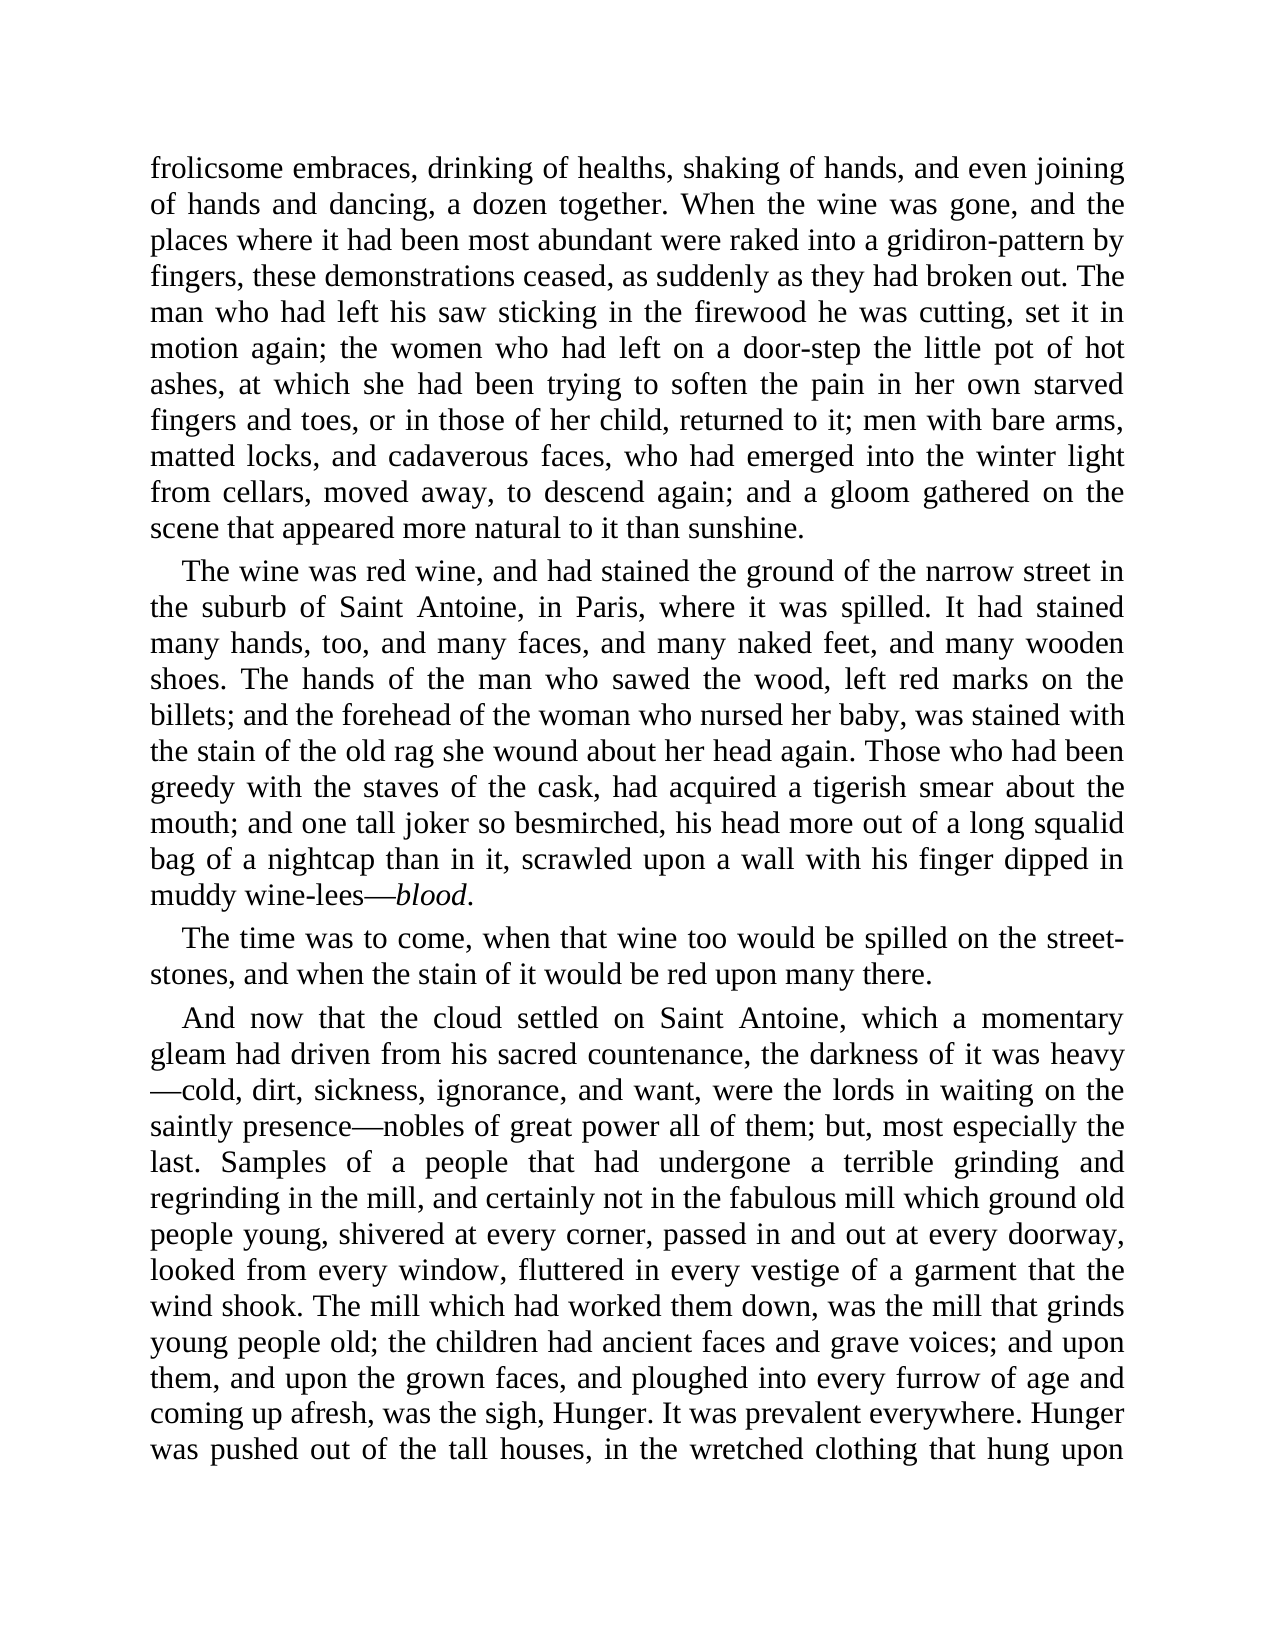 frolicsome embraces, drinking of healths, shaking of hands, and even joining
of hands and dancing, a dozen together. When the wine was gone, and the
places where it had been most abundant were raked into a gridiron-pattern by
fingers, these demonstrations ceased, as suddenly as they had broken out. The
man who had left his saw sticking in the firewood he was cutting, set it in
motion again; the women who had left on a door-step the little pot of hot
ashes, at which she had been trying to soften the pain in her own starved
fingers and toes, or in those of her child, returned to it; men with bare arms,
matted locks, and cadaverous faces, who had emerged into the winter light
from cellars, moved away, to descend again; and a gloom gathered on the
scene that appeared more natural to it than sunshine.
The wine was red wine, and had stained the ground of the narrow street in
the suburb of Saint Antoine, in Paris, where it was spilled. It had stained
many hands, too, and many faces, and many naked feet, and many wooden
shoes. The hands of the man who sawed the wood, left red marks on the
billets; and the forehead of the woman who nursed her baby, was stained with
the stain of the old rag she wound about her head again. Those who had been
greedy with the staves of the cask, had acquired a tigerish smear about the
mouth; and one tall joker so besmirched, his head more out of a long squalid
bag of a nightcap than in it, scrawled upon a wall with his finger dipped in
muddy wine-lees—blood.
The time was to come, when that wine too would be spilled on the street-
stones, and when the stain of it would be red upon many there.
And now that the cloud settled on Saint Antoine, which a momentary
gleam had driven from his sacred countenance, the darkness of it was heavy
—cold, dirt, sickness, ignorance, and want, were the lords in waiting on the
saintly presence—nobles of great power all of them; but, most especially the
last. Samples of a people that had undergone a terrible grinding and
regrinding in the mill, and certainly not in the fabulous mill which ground old
people young, shivered at every corner, passed in and out at every doorway,
looked from every window, fluttered in every vestige of a garment that the
wind shook. The mill which had worked them down, was the mill that grinds
young people old; the children had ancient faces and grave voices; and upon
them, and upon the grown faces, and ploughed into every furrow of age and
coming up afresh, was the sigh, Hunger. It was prevalent everywhere. Hunger
was pushed out of the tall houses, in the wretched clothing that hung upon